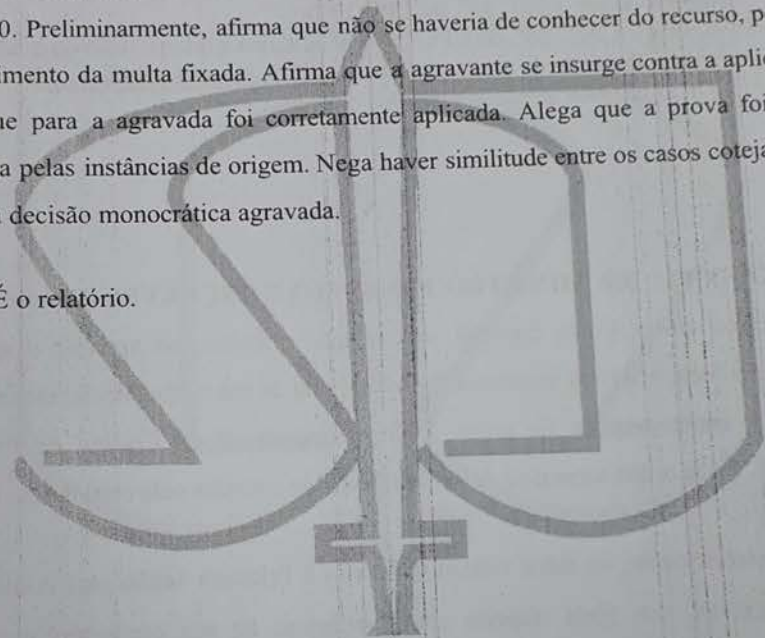 0. Preliminarmente, afirma que não se haveria de conhecer do recurso, p
imento da multa fixada. Afirma que a agravante se insurge contra a aplic
ue para a agravada foi corretamente aplicada. Alega que a prova foi
a pelas instâncias de origem. Nega haver similitude entre os casos coteja
decisão monocrática agravada.
É o relatório.